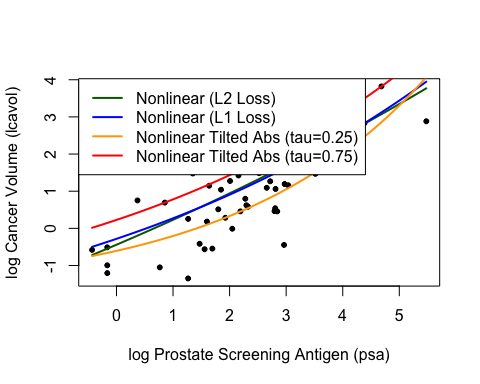 Nonlinear (L2 Loss)
Nonlinear (L1 Loss)
Nonlinear Tilted Abs (tau=0.25)
Nonlinear Tilted Abs (tau=0.75)
log Cancer Volume (lcavol)
4
3
2
1
0
-1
0 1 2 3 4 5
log Prostate Screening Antigen (psa)